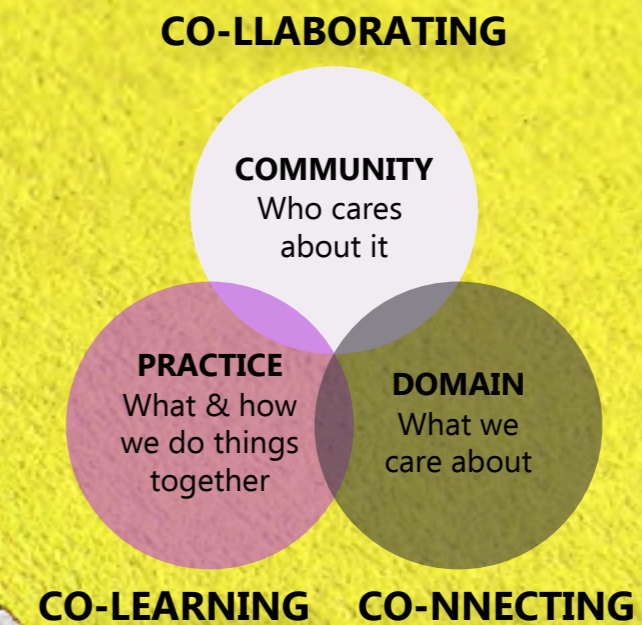 CO-LLABORATING
COMMUNITY
Who cares
about it
PRACTICE
What & how
we do things
together
DOMAIN
What we
care about
CO-LEARNING
CO-NNECTING